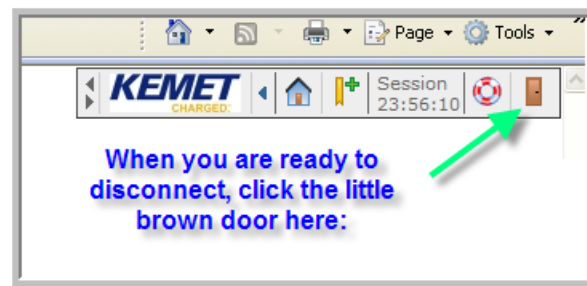 Page Tools »
KEMET
CHARGED.
Session
23:56:10
When you are ready to
disconnect, click the little
brown door here: